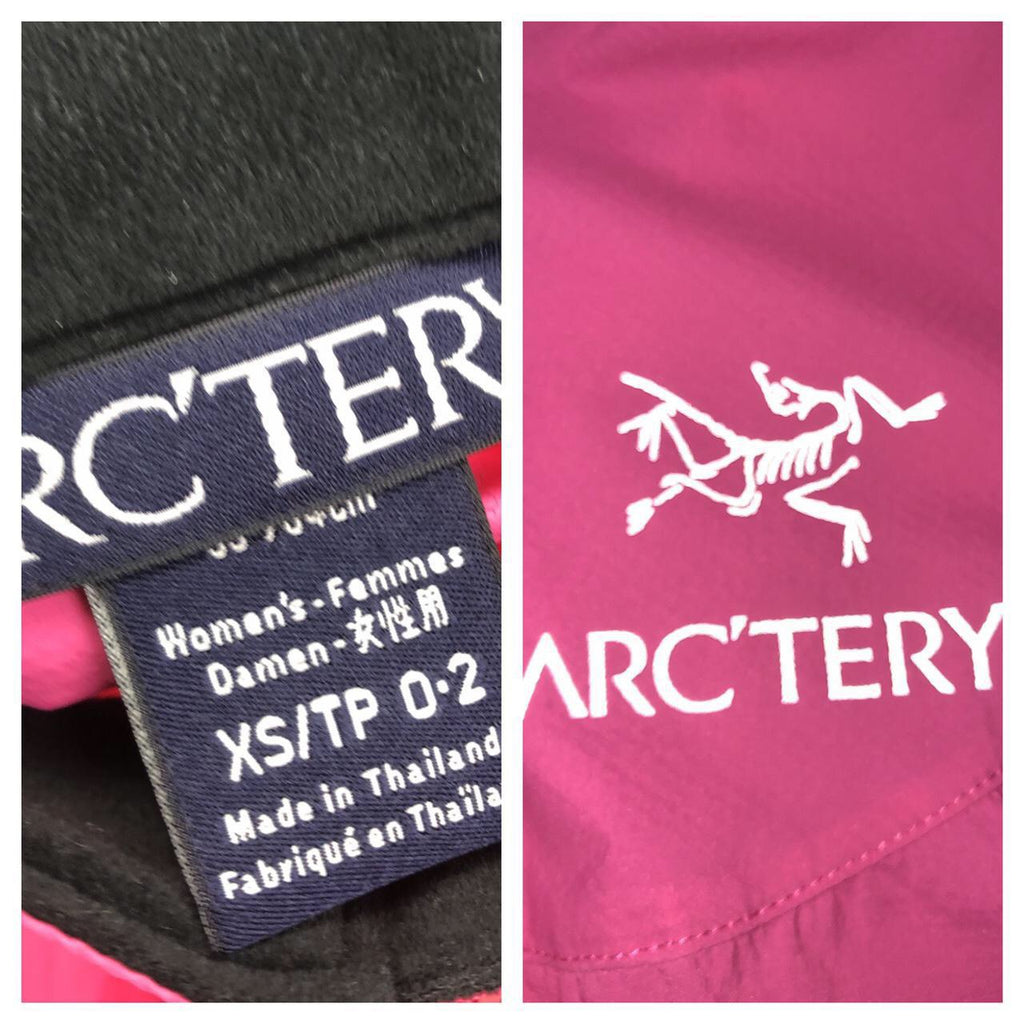 RC'TERY
Women's - Femmes
Damen - 女性用
XS/TP 0·2
Made in Thailand
Fabriqué en Thaïla
ARC'TERY